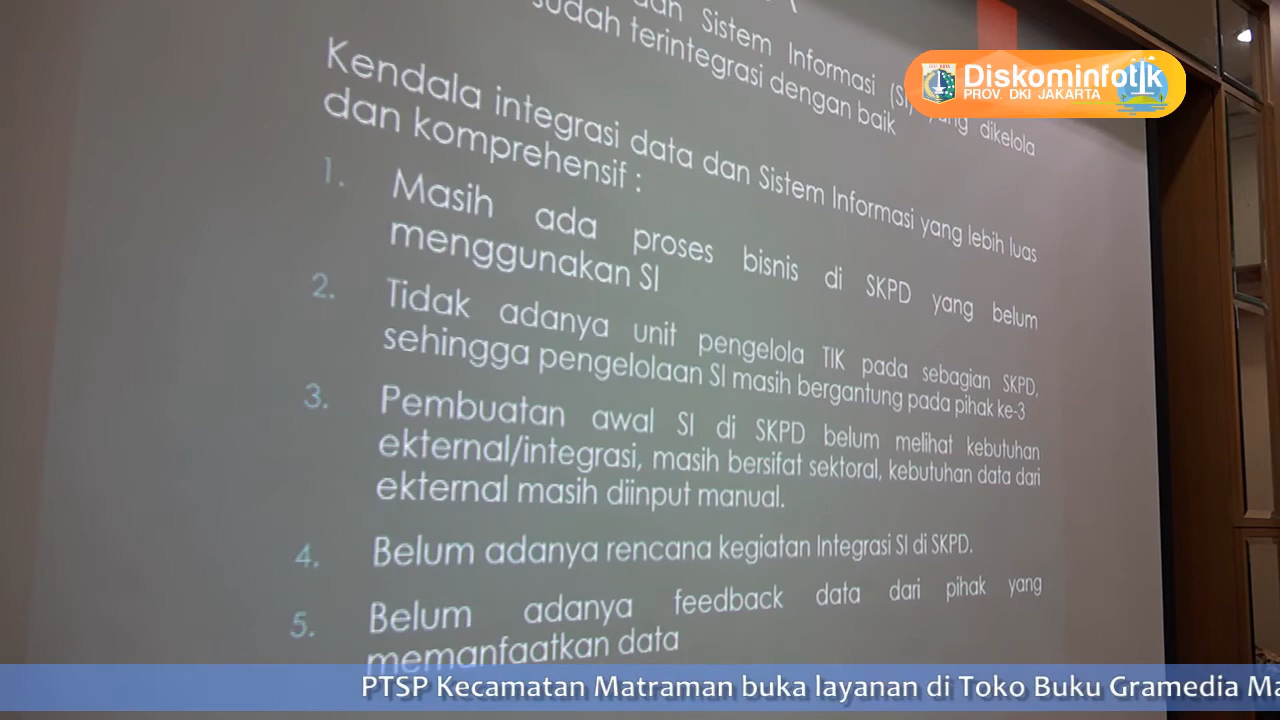 dan Sistem Informasi (SI) yang dikelola
sudah terintegrasi dengan baik
Kendala integrasi data dan Sistem Informasi yang lebih luas
dan komprehensif :
1. Masih ada proses bisnis di SKPD yang belum
menggunakan SI
2. Tidak adanya unit pengelola TIK pada sebagian SKPD,
sehingga pengelolaan SI masih bergantung pada pihak ke-3
3. Pembuatan awal SI di SKPD belum melihat kebutuhan
ekternal/integrasi, masih bersifat sektoral, kebutuhan data dari
ekternal masih diinput manual.
4. Belum adanya rencana kegiatan Integrasi SI di SKPD.
5. Belum adanya feedback data dari pihak yang
memanfaatkan data
Diskominfotik
PROV. DKI JAKARTA
PTSP Kecamatan Matraman buka layanan di Toko Buku Gramedia Ma